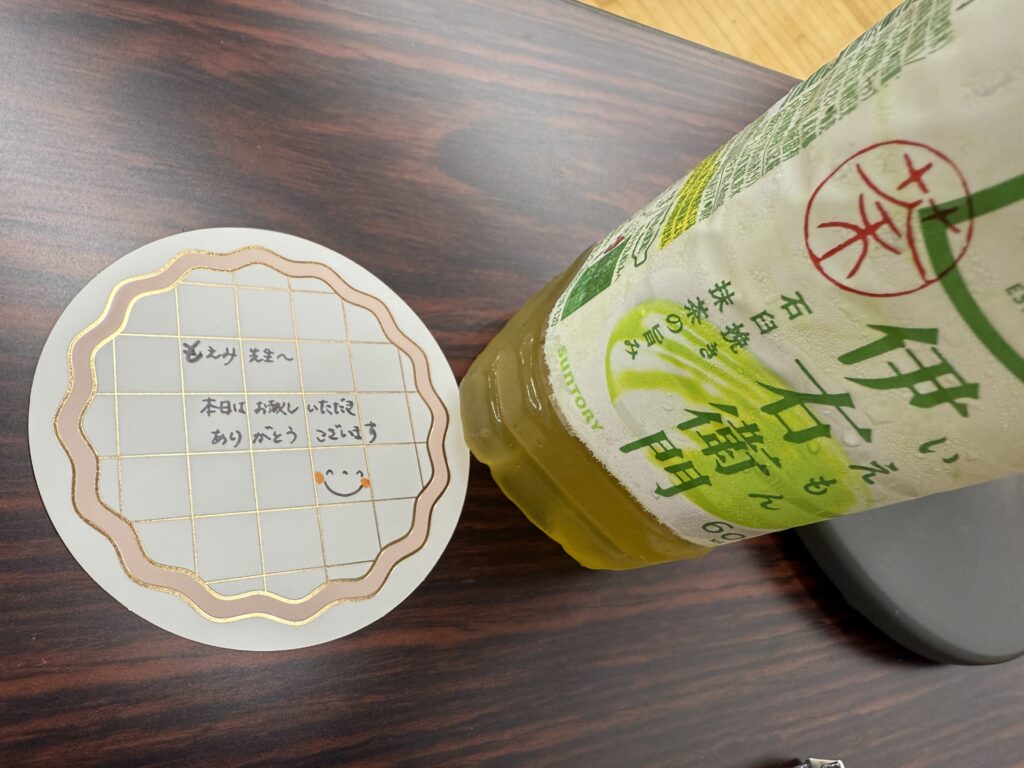 もえみ 先生へ
本日は お越し いただき
ありがとう ございます
茶
伊右衛門
いえもん
石臼挽き
抹茶の旨み
SUNTORY